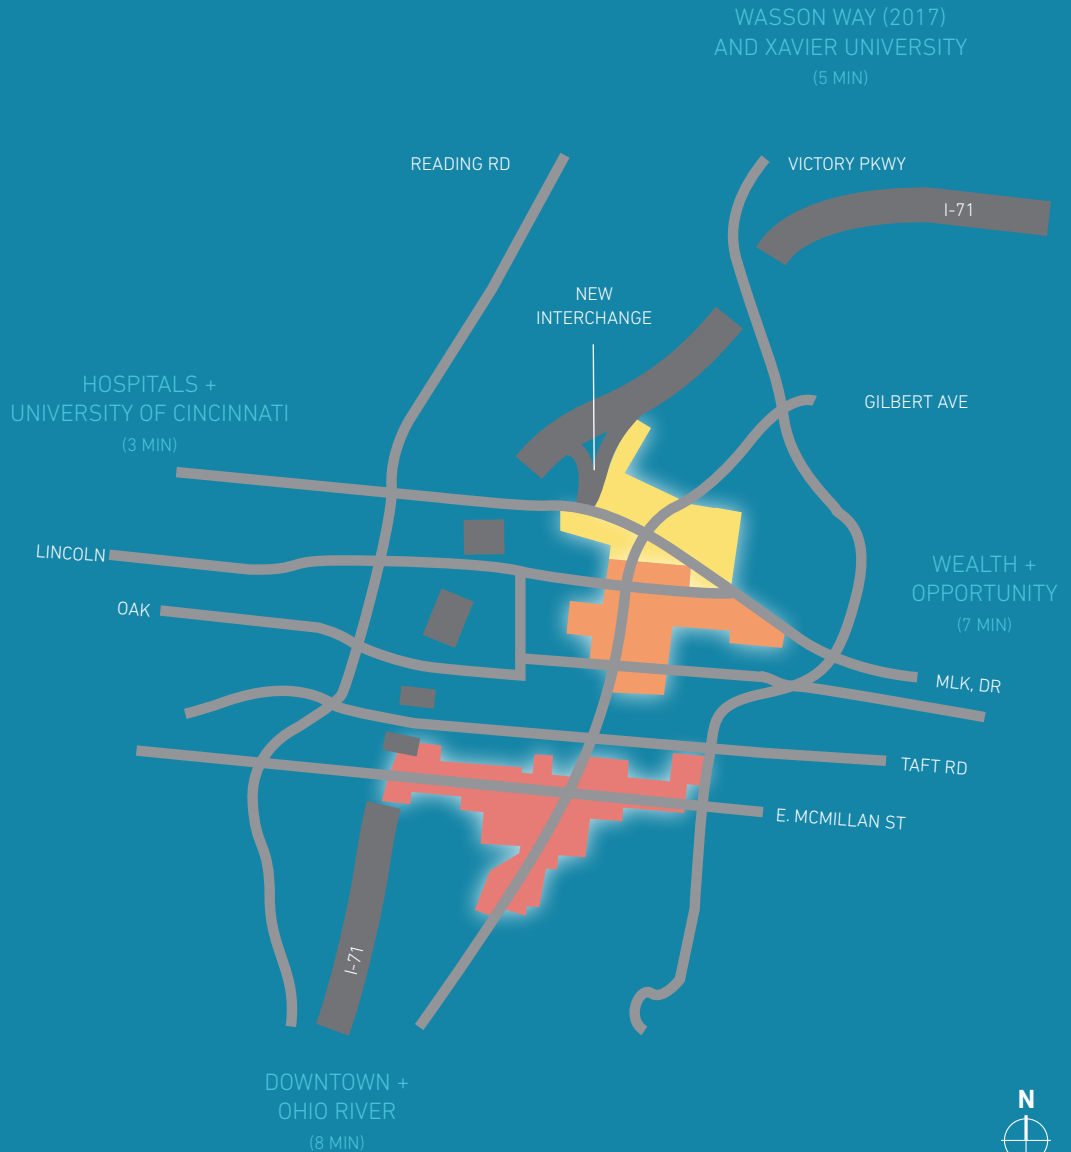 WASSON WAY (2017)
AND XAVIER UNIVERSITY
(5 MIN)
READING RD
VICTORY PKWY
I-71
NEW
INTERCHANGE
HOSPITALS +
UNIVERSITY OF CINCINNATI
(3 MIN)
GILBERT AVE
LINCOLN
OAK
WEALTH +
OPPORTUNITY
(7 MIN)
MLK, DR
TAFT RD
E. MCMILLAN ST
I-71
DOWNTOWN +
OHIO RIVER
(8 MIN)
N